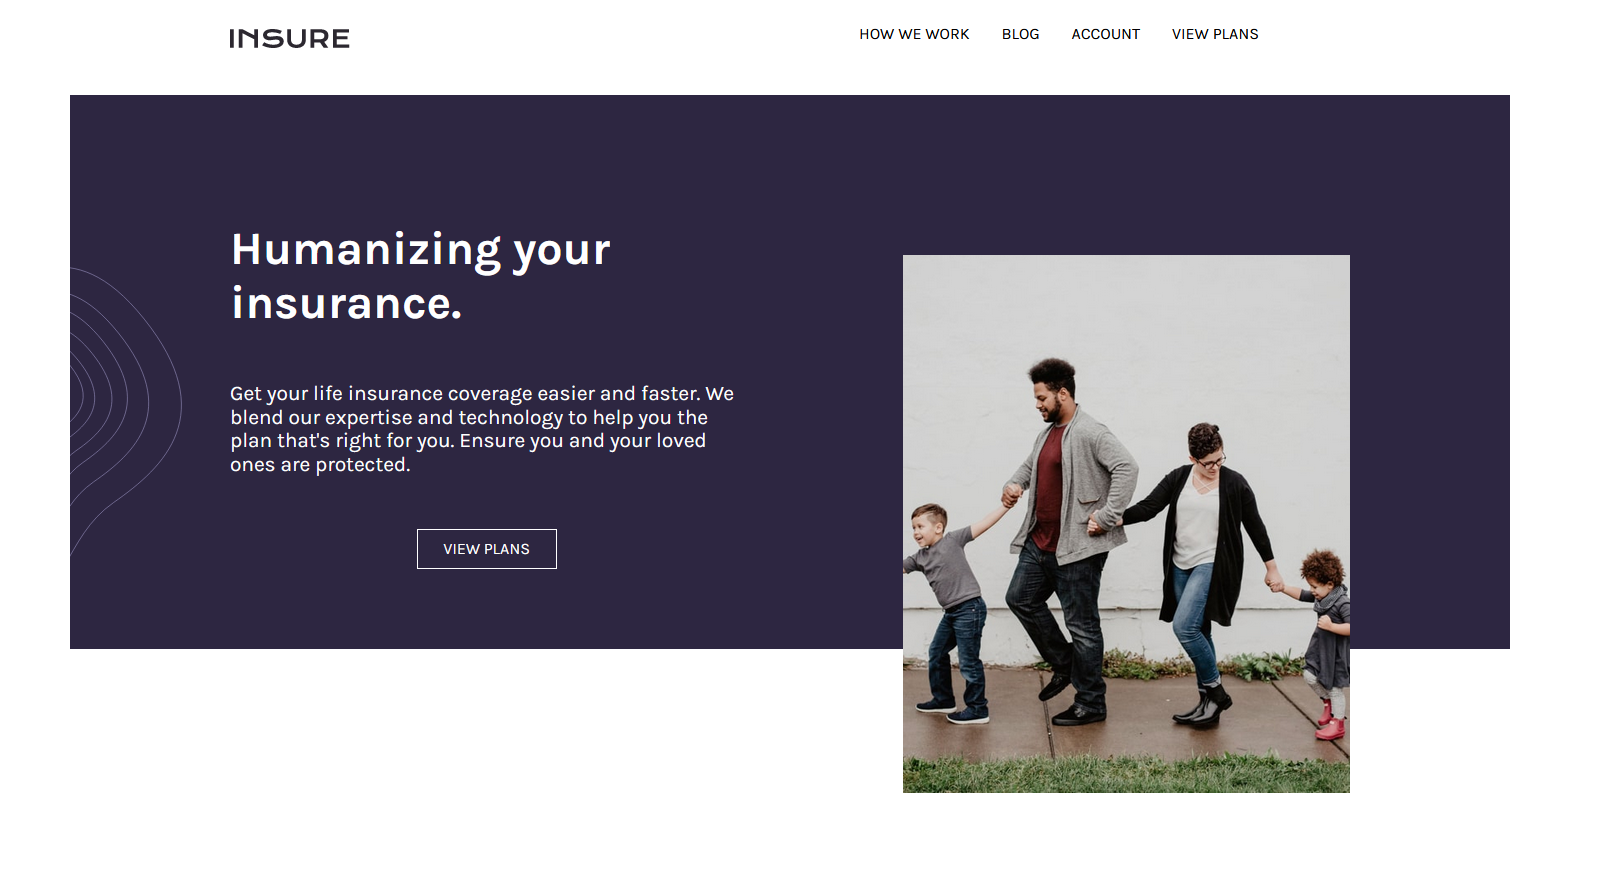 INSURE
HOW WE WORK BLOG ACCOUNT VIEW PLANS
Humanizing your
insurance.
Get your life insurance coverage easier and faster. We
blend our expertise and technology to help you the
plan that's right for you. Ensure you and your loved
ones are protected.
VIEW PLANS